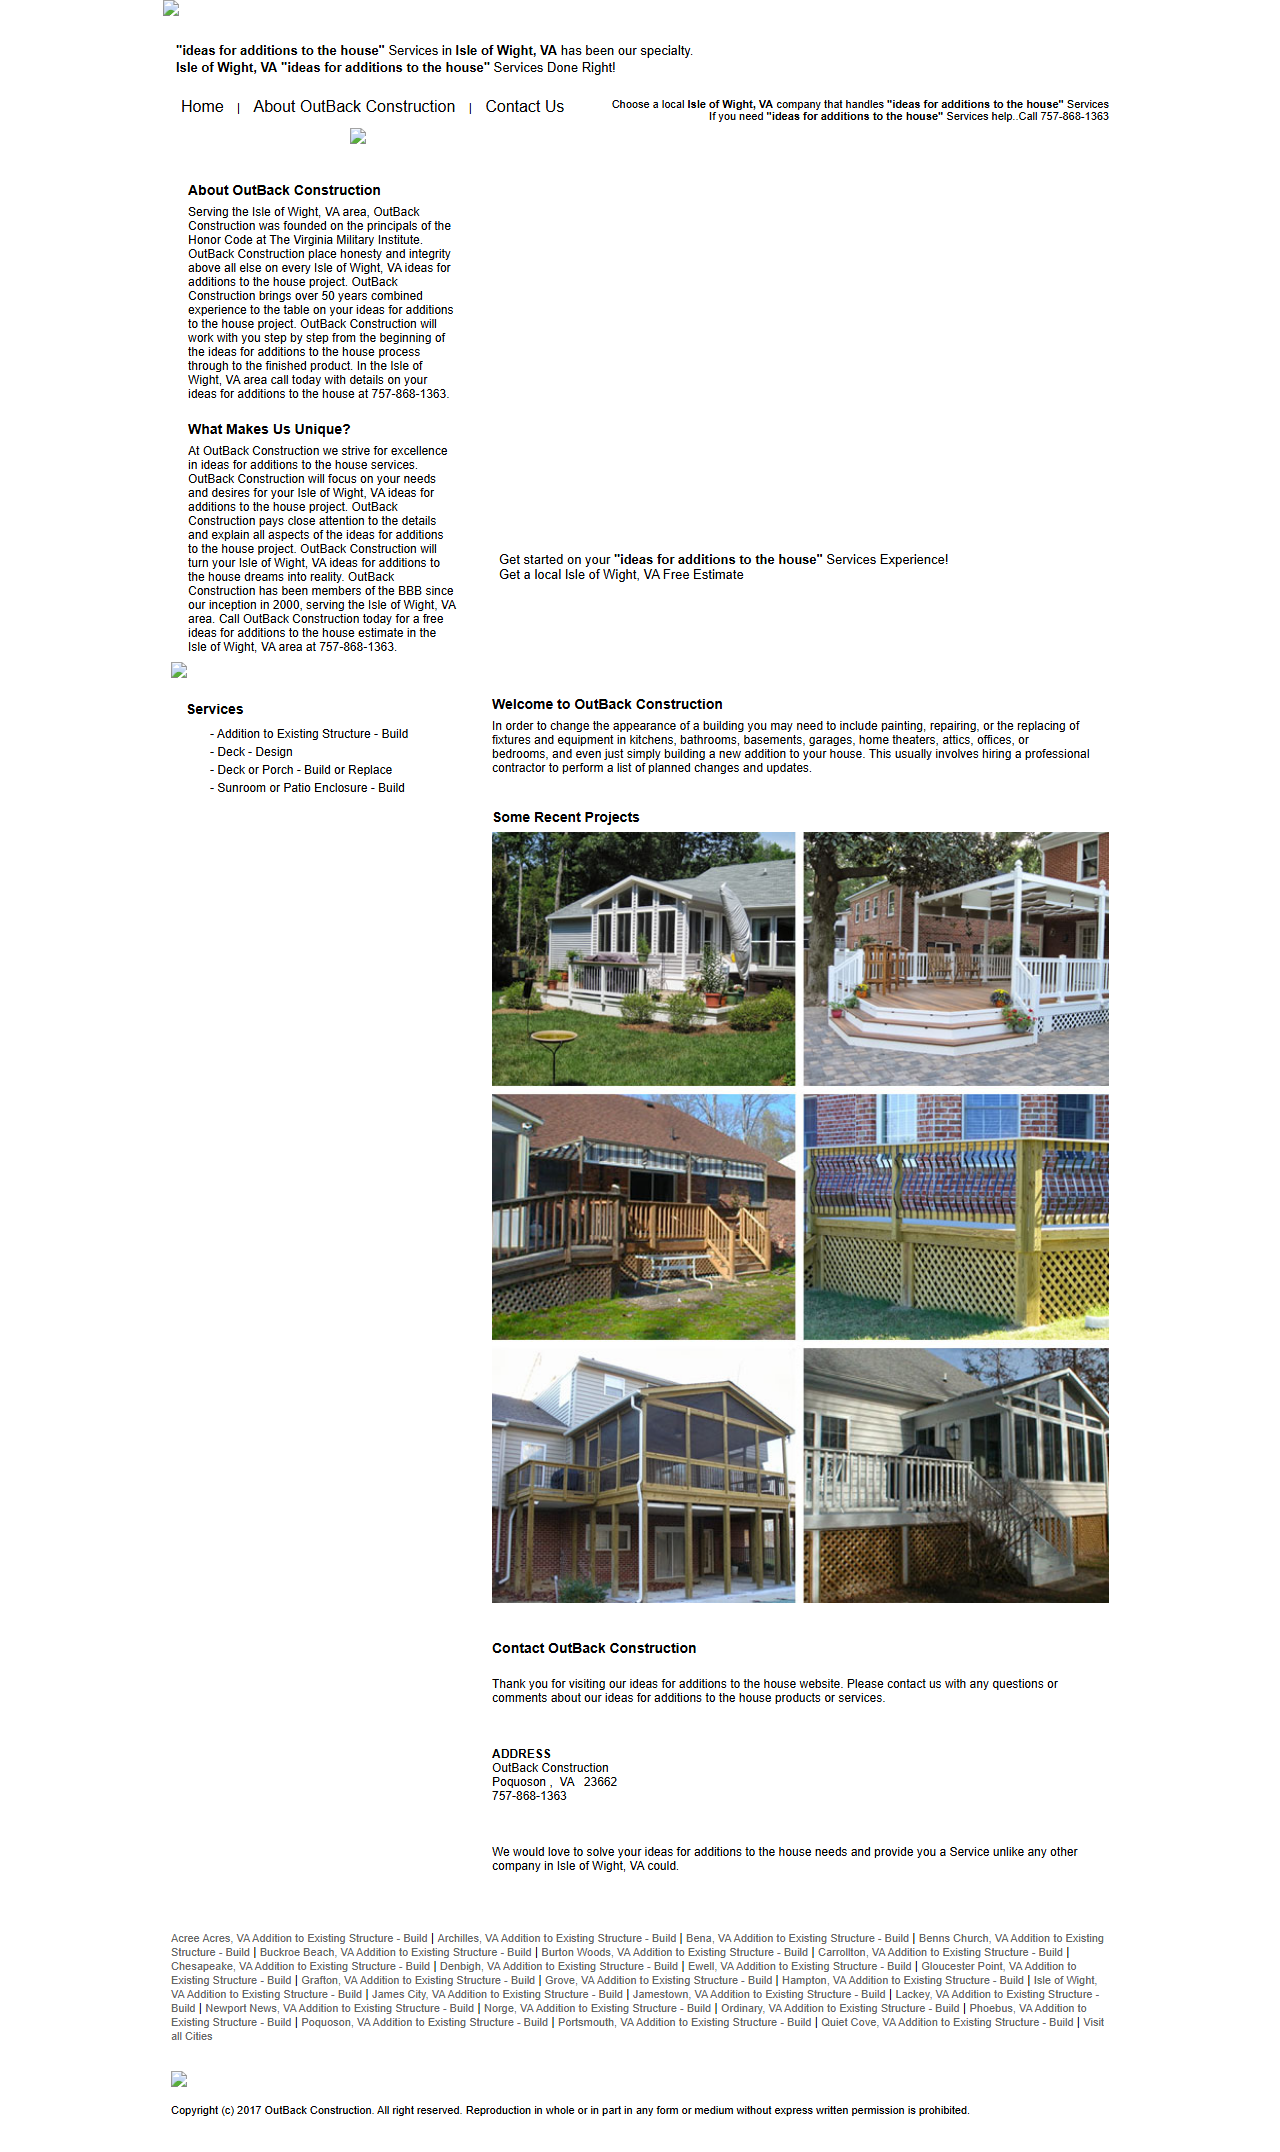 "ideas for additions to the house" Services in Isle of Wight, VA has been our specialty.
Isle of Wight, VA "ideas for additions to the house" Services Done Right!
Home | About OutBack Construction | Contact Us
Choose a local Isle of Wight, VA company that handles "ideas for additions to the house" Services
If you need "ideas for additions to the house" Services help..Call 757-868-1363
About OutBack Construction
Serving the Isle of Wight, VA area, OutBack
Construction was founded on the principals of the
Honor Code at The Virginia Military Institute.
OutBack Construction place honesty and integrity
above all else on every Isle of Wight, VA ideas for
additions to the house project. OutBack
Construction brings over 50 years combined
experience to the table on your ideas for additions
to the house project. OutBack Construction will
work with you step by step from the beginning of
the ideas for additions to the house process
through to the finished product. In the Isle of
Wight, VA area call today with details on your
ideas for additions to the house at 757-868-1363.
What Makes Us Unique?
At OutBack Construction we strive for excellence
in ideas for additions to the house services.
OutBack Construction will focus on your needs
and desires for your Isle of Wight, VA ideas for
additions to the house project. OutBack
Construction pays close attention to the details
and explain all aspects of the ideas for additions
to the house project. OutBack Construction will
turn your Isle of Wight, VA ideas for additions to
the house dreams into reality. OutBack
Construction has been members of the BBB since
our inception in 2000, serving the Isle of Wight, VA
area. Call OutBack Construction today for a free
ideas for additions to the house estimate in the
Isle of Wight, VA area at 757-868-1363.
Get started on your "ideas for additions to the house" Services Experience!
Get a local Isle of Wight, VA Free Estimate
Services
- Addition to Existing Structure - Build
- Deck - Design
- Deck or Porch - Build or Replace
- Sunroom or Patio Enclosure - Build
Welcome to OutBack Construction
In order to change the appearance of a building you may need to include painting, repairing, or the replacing of
fixtures and equipment in kitchens, bathrooms, basements, garages, home theaters, attics, offices, or
bedrooms, and even just simply building a new addition to your house. This usually involves hiring a professional
contractor to perform a list of planned changes and updates.
Some Recent Projects
Contact OutBack Construction
Thank you for visiting our ideas for additions to the house website. Please contact us with any questions or
comments about our ideas for additions to the house products or services.
ADDRESS
OutBack Construction
Poquoson , VA 23662
757-868-1363
We would love to solve your ideas for additions to the house needs and provide you a Service unlike any other
company in Isle of Wight, VA could.
Acree Acres, VA Addition to Existing Structure - Build | Archilles, VA Addition to Existing Structure - Build | Bena, VA Addition to Existing Structure - Build | Benns Church, VA Addition to Existing
Structure - Build | Buckroe Beach, VA Addition to Existing Structure - Build | Burton Woods, VA Addition to Existing Structure - Build | Carrollton, VA Addition to Existing Structure - Build |
Chesapeake, VA Addition to Existing Structure - Build | Denbigh, VA Addition to Existing Structure - Build | Ewell, VA Addition to Existing Structure - Build | Gloucester Point, VA Addition to
Existing Structure - Build | Grafton, VA Addition to Existing Structure - Build | Grove, VA Addition to Existing Structure - Build | Hampton, VA Addition to Existing Structure - Build | Isle of Wight,
VA Addition to Existing Structure - Build | James City, VA Addition to Existing Structure - Build | Jamestown, VA Addition to Existing Structure - Build | Lackey, VA Addition to Existing Structure -
Build | Newport News, VA Addition to Existing Structure - Build | Norge, VA Addition to Existing Structure - Build | Ordinary, VA Addition to Existing Structure - Build | Phoebus, VA Addition to
Existing Structure - Build | Poquoson, VA Addition to Existing Structure - Build | Portsmouth, VA Addition to Existing Structure - Build | Quiet Cove, VA Addition to Existing Structure - Build | Visit
all Cities
Copyright (c) 2017 OutBack Construction. All right reserved. Reproduction in whole or in part in any form or medium without express written permission is prohibited.